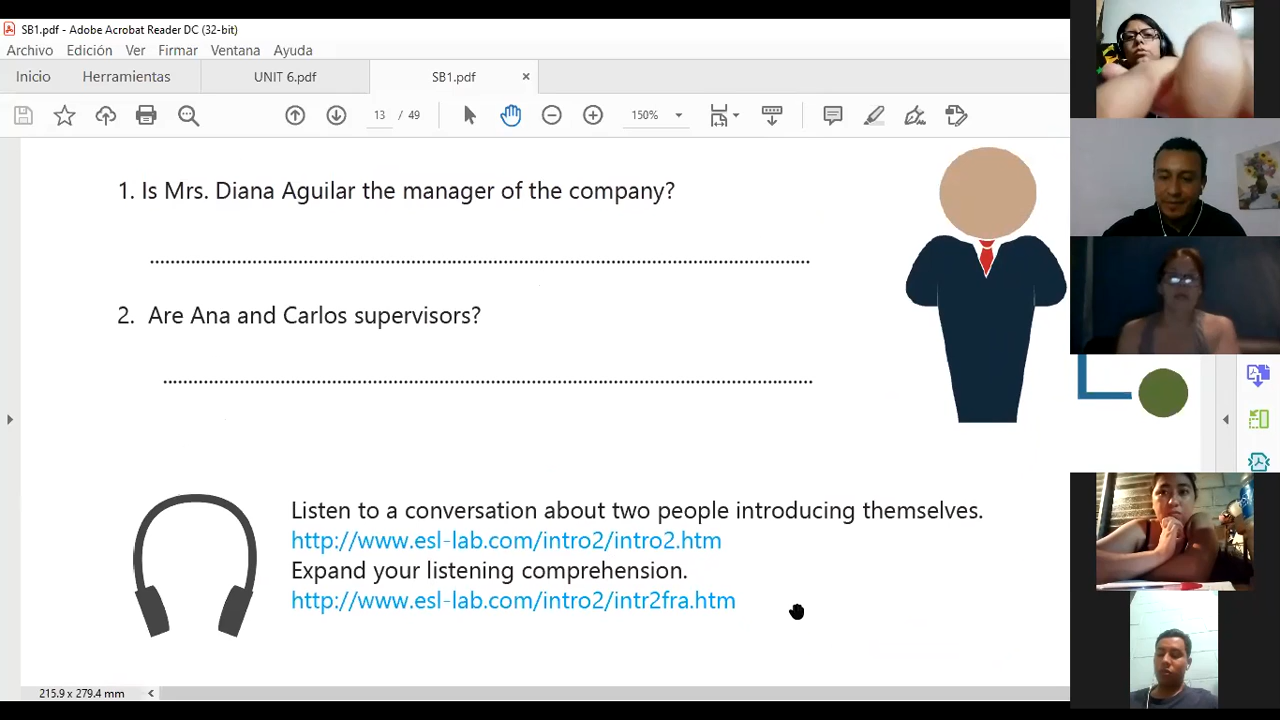 SB1.pdf - Adobe Acrobat Reader DC (32-bit)
Archivo Edición Ver Firmar Ventana Ayuda
Inicio Herramientas UNIT 6.pdf SB1.pdf ×
13 / 49 150%
1. Is Mrs. Diana Aguilar the manager of the company?
2. Are Ana and Carlos supervisors?
Listen to a conversation about two people introducing themselves.
http://www.esl-lab.com/intro2/intro2.htm
Expand your listening comprehension.
http://www.esl-lab.com/intro2/intr2fra.htm
215.9 x 279.4 mm